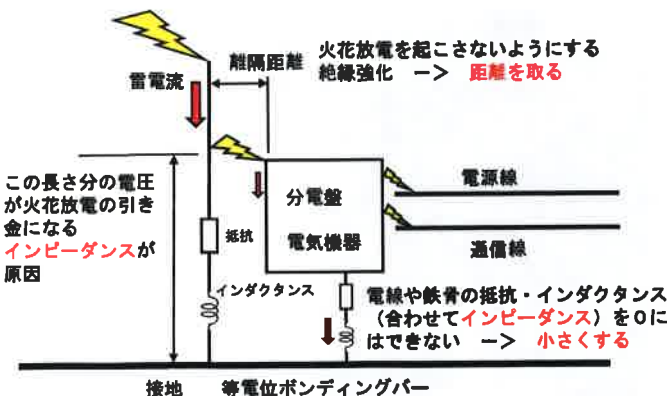 離隔距離
火花放電を起こさないようにする
絶縁強化 ー＞ 距離を取る
雷電流
この長さ分の電圧
が火花放電の引き
金になる
インピーダンスが
原因
分電盤
電気機器
電源線
通信線
抵抗
インダクタンス
電線や鉄骨の抵抗・インダクタンス
（合わせてインピーダンス）を０に
はできない ー＞ 小さくする
接地 等電位ボンディングバー